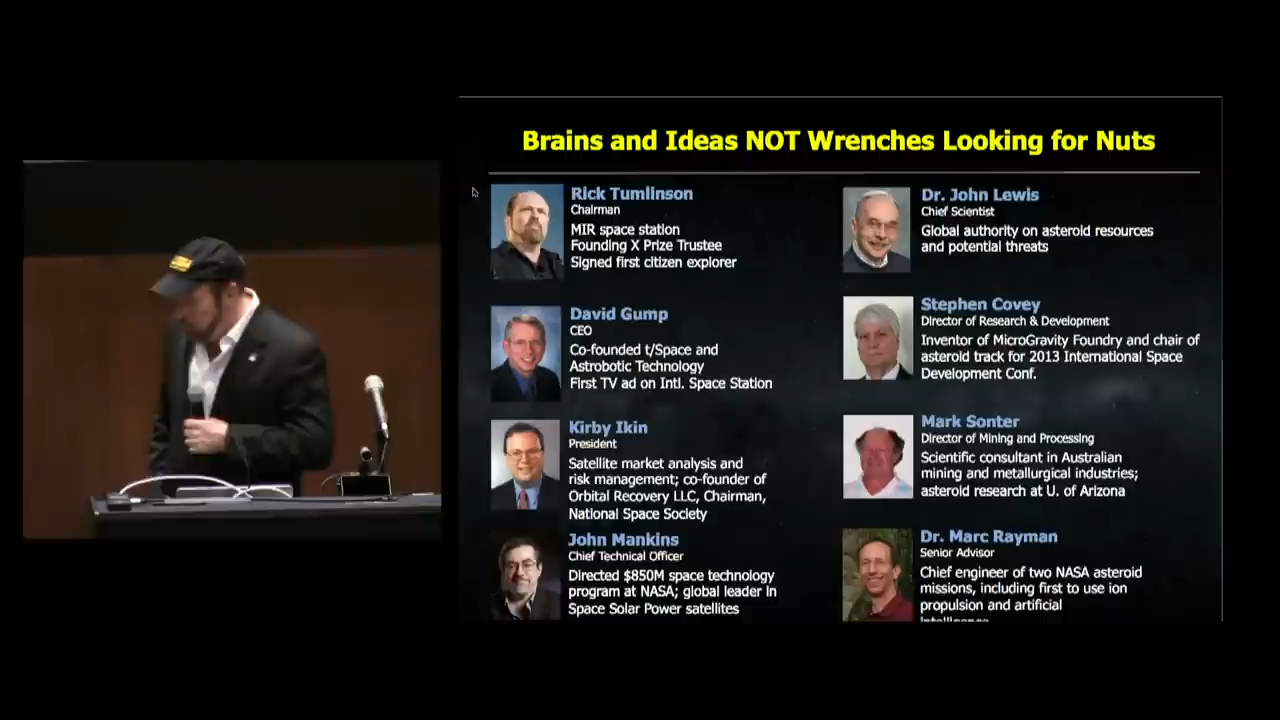 Brains and Ideas NOT Wrenches Looking for Nuts
Rick Tumlinson
Chairman
MIR space station
Founding X Prize Trustee
Signed first citizen explorer
David Gump
CEO
Co-founded t/Space and
Astrobotic Technology
First TV ad on Intl. Space Station
Kirby Ikin
President
Satellite market analysis and
risk management; co-founder of
Orbital Recovery LLC, Chairman,
National Space Society
John Mankins
Chief Technical Officer
Directed $850M space technology
program at NASA; global leader in
Space Solar Power satellites
Dr. John Lewis
Chief Scientist
Global authority on asteroid resources
and potential threats
Stephen Covey
Director of Research & Development
Inventor of MicroGravity Foundry and chair of
asteroid track for 2013 International Space
Development Conf.
Mark Sonter
Director of Mining and Processing
Scientific consultant in Australian
mining and metallurgical industries;
asteroid research at U. of Arizona
Dr. Marc Rayman
Senior Advisor
Chief engineer of two NASA asteroid
missions, including first to use ion
propulsion and artificial